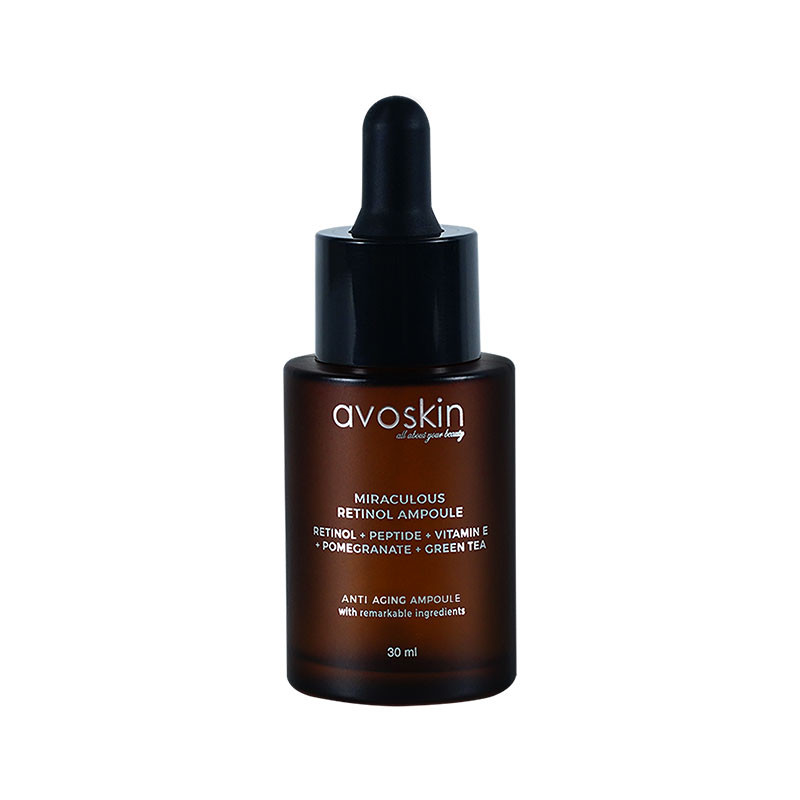 avoskin
all about your beauty
MIRACULOUS
RETINOL AMPOULE
RETINOL + PEPTIDE + VITAMIN E
+ POMEGRANATE + GREEN TEA
ANTI AGING AMPOULE
with remarkable ingredients
30 ml